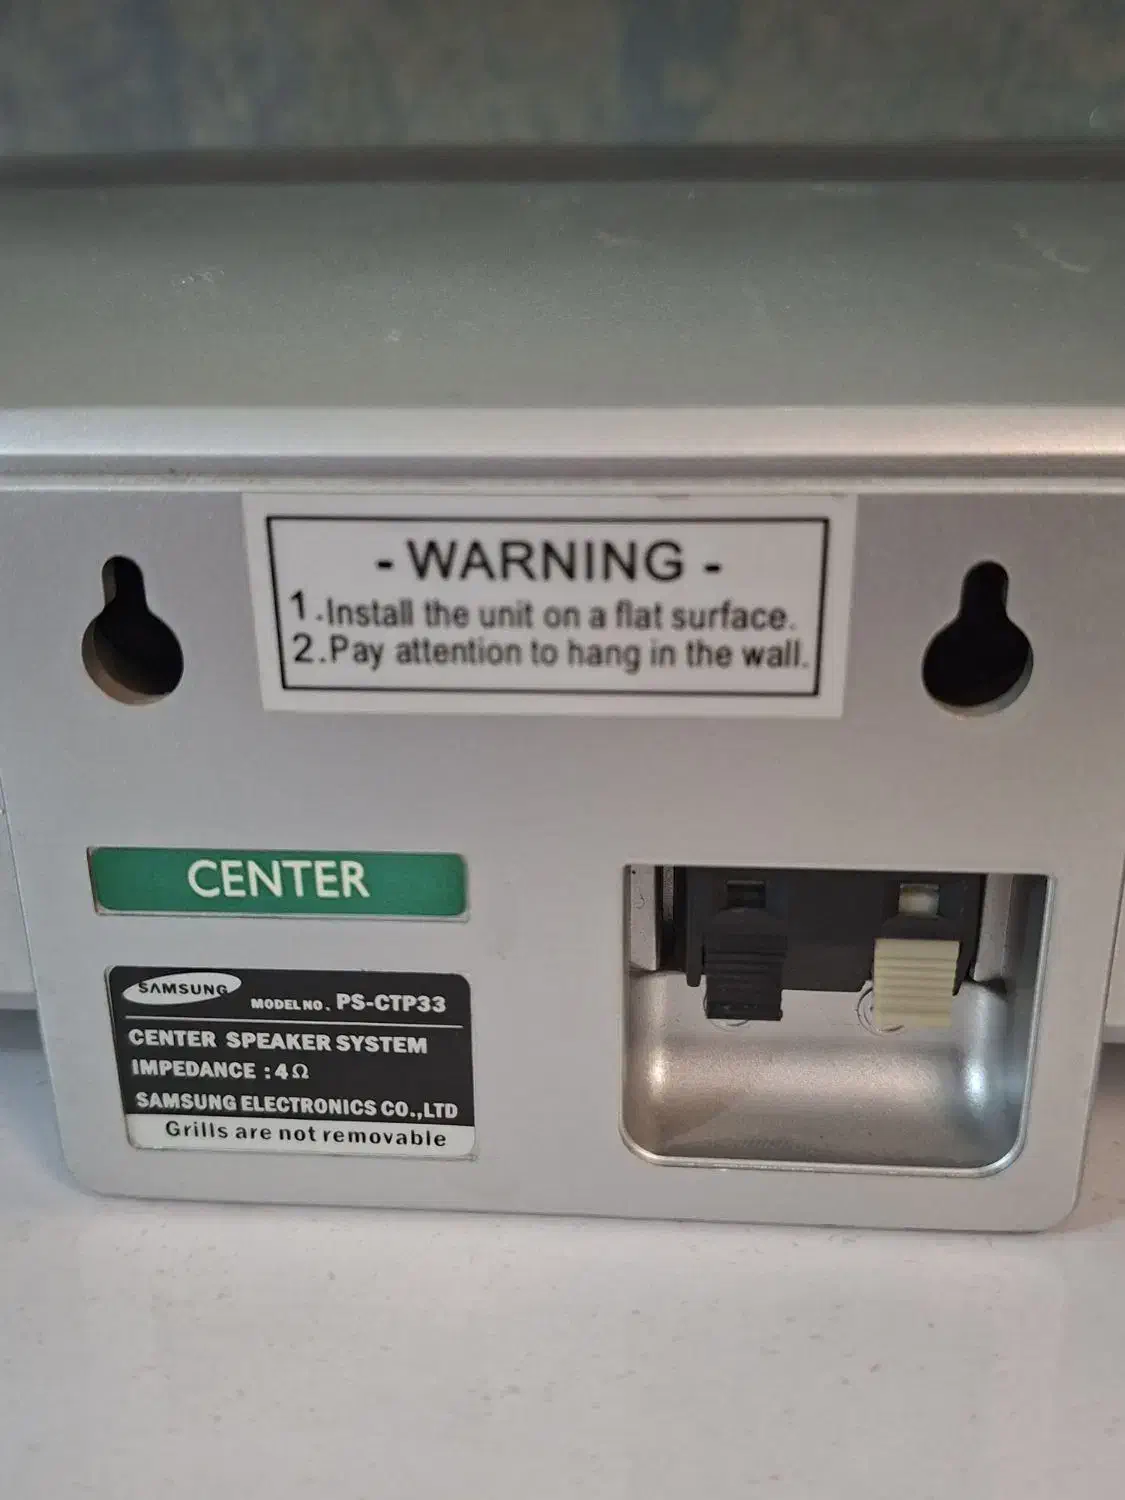 - WARNING -
1.Install the unit on a flat surface.
2.Pay attention to hang in the wall.
CENTER
SAMSUNG MODEL NO. PS-CTP33
CENTER SPEAKER SYSTEM
IMPEDANCE : 4Ω
SAMSUNG ELECTRONICS CO.,LTD
Grills are not removable